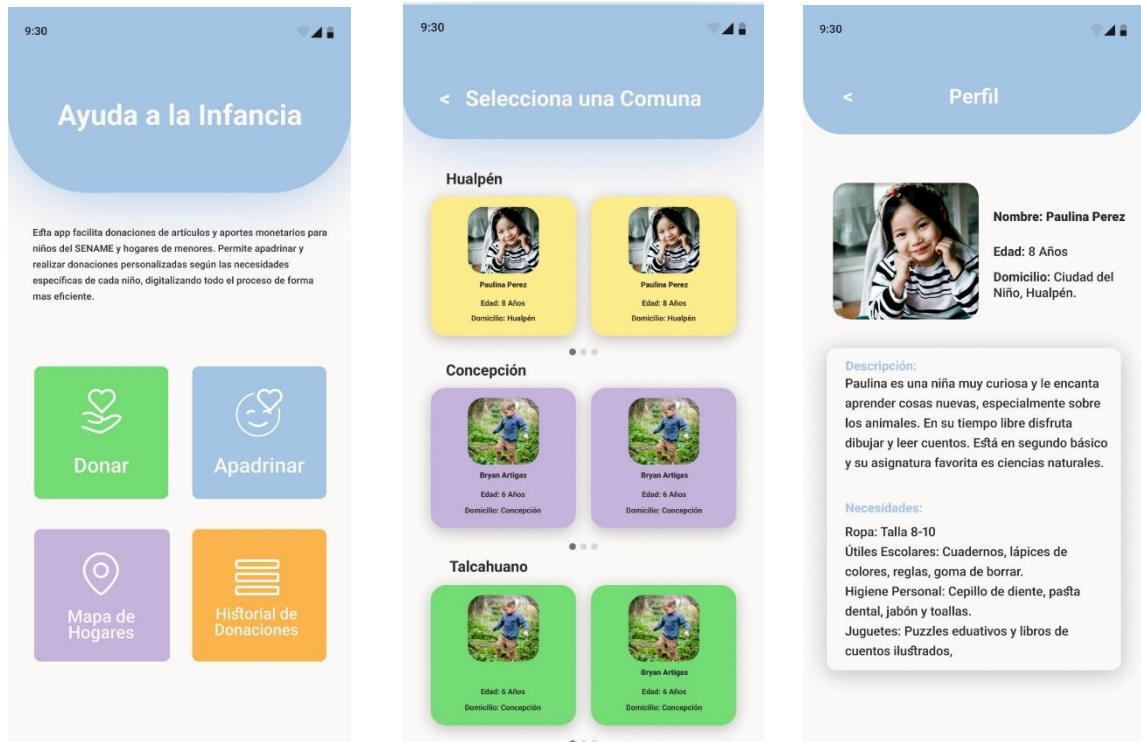 9:30
Ayuda a la Infancia
Esta app facilita donaciones de artículos y aportes monetarios para
niños del SENAME y hogares de menores. Permite apadrinar y
realizar donaciones personalizadas según las necesidades
específicas de cada niño, digitalizando todo el proceso de forma
mas eficiente.
Donar
Apadrinar
Mapa de
Hogares
Historial de
Donaciones
9:30
< Selecciona una Comuna
Hualpén
Paulina Perez
Edad: 8 Años
Domicilio: Hualpén
Paulina Perez
Edad: 8 Años
Domicilio: Hualpén
Concepción
Bryan Artigas
Edad: 6 Años
Domicilio: Concepción
Bryan Artigas
Edad: 6 Años
Domicilio: Concepción
Talcahuano
Edad: 6 Años
Domicilio: Concepción
Bryan Artigas
Edad: 6 Años
Domicilio: Concepción
9:30
< Perfil
Nombre: Paulina Perez
Edad: 8 Años
Domicilio: Ciudad del
Niño, Hualpén.
Descripción:
Paulina es una niña muy curiosa y le encanta
aprender cosas nuevas, especialmente sobre
los animales. En su tiempo libre disfruta
dibujar y leer cuentos. Está en segundo básico
y su asignatura favorita es ciencias naturales.
Necesidades:
Ropa: Talla 8-10
Útiles Escolares: Cuadernos, lápices de
colores, reglas, goma de borrar.
Higiene Personal: Cepillo de diente, pasta
dental, jabón y toallas.
Juguetes: Puzzles eduativos y libros de
cuentos ilustrados,